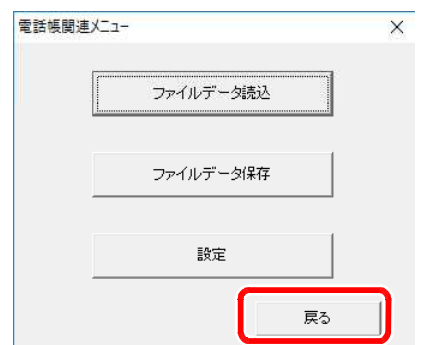 電話帳関連メニュー
ファイルデータ読込
ファイルデータ保存
設定
戻る